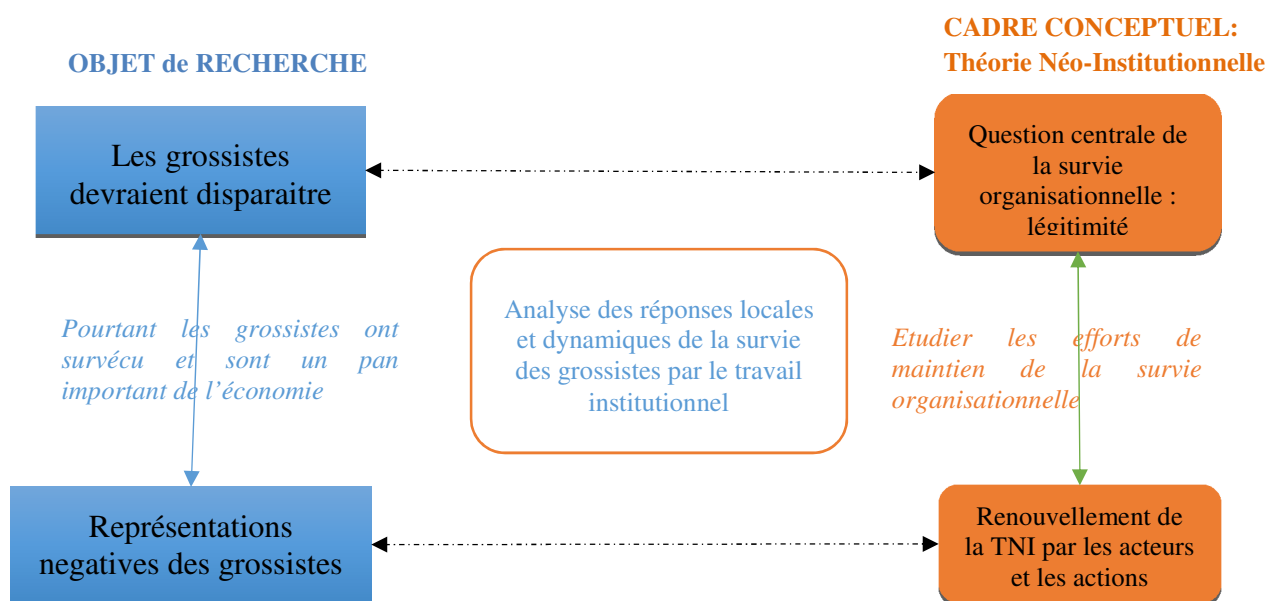 CADRE CONCEPTUEL:
Théorie Néo-Institutionnelle
OBJET de RECHERCHE
Les grossistes
devraient disparaitre
Question centrale de
la survie
organisationnelle :
légitimité
Pourtant les grossistes ont
survécu et sont un pan
important de l'économie
Analyse des réponses locales
et dynamiques de la survie
des grossistes par le travail
institutionnel
Etudier les efforts de
maintien de la survie
organisationnelle
Représentations
negatives des grossistes
Renouvellement de
la TNI par les acteurs
et les actions